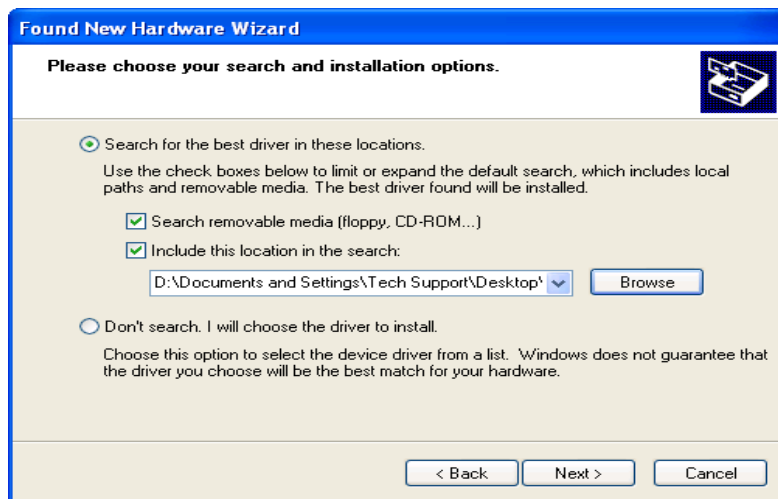 Found New Hardware Wizard
Please choose your search and installation options.
Search for the best driver in these locations.
Use the check boxes below to limit or expand the default search, which includes local
paths and removable media. The best driver found will be installed.
Search removable media (floppy, CD-ROM...)
Include this location in the search:
D:\Documents and Settings\Tech Support\Desktop\
Browse
Don't search. I will choose the driver to install.
Choose this option to select the device driver from a list.  Windows does not guarantee that
the driver you choose will be the best match for your hardware.
< Back
Next >
Cancel